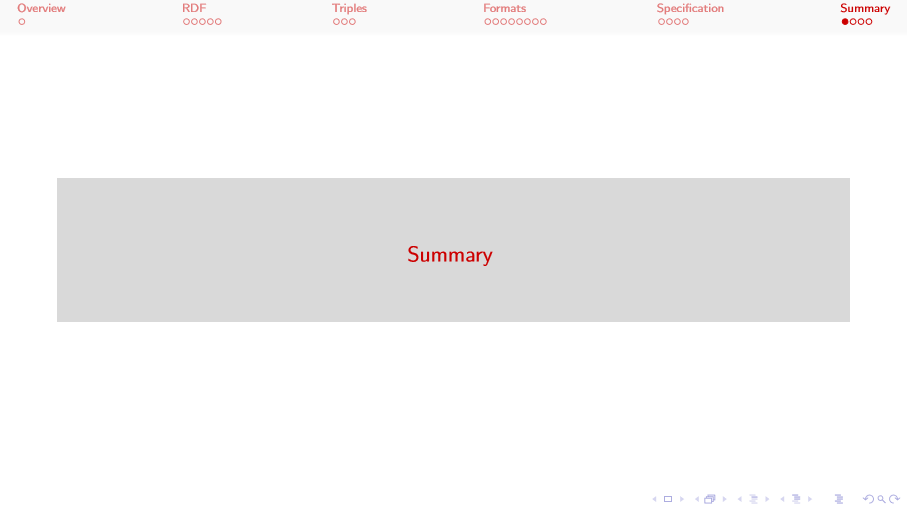 Overview RDF Triples Formats Specification Summary
Summary